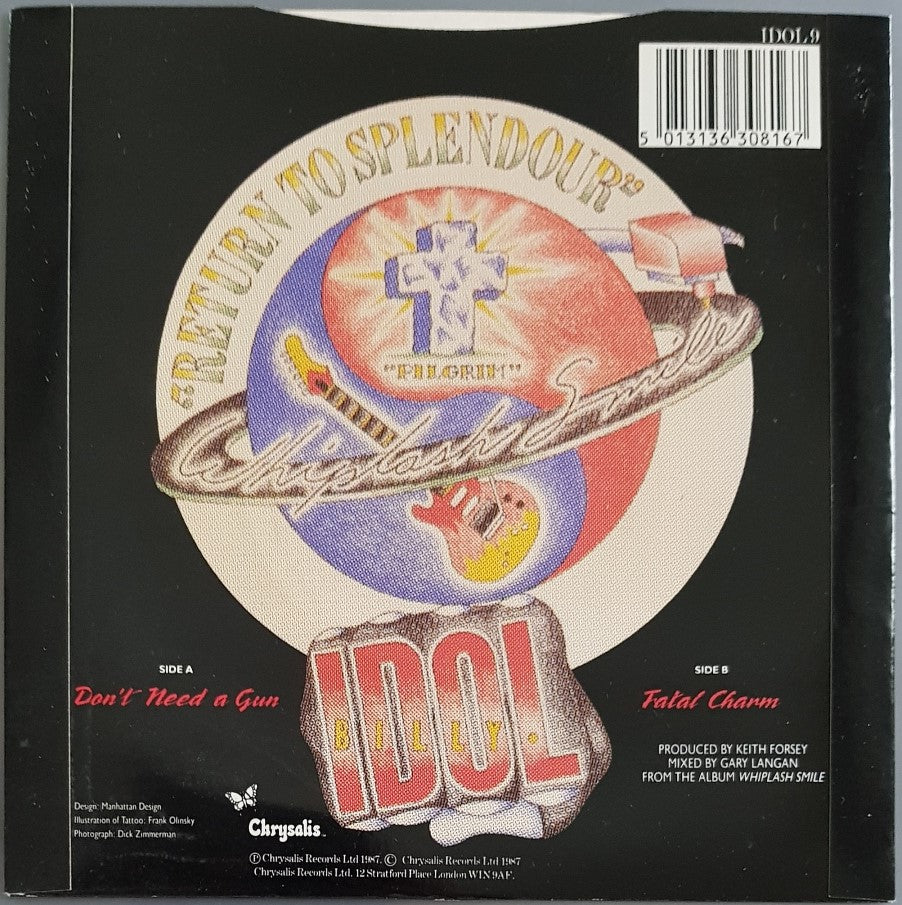 IDOL 9
5 013136 308167
"RETURN TO SPLENDOUR"
"PILGRIM"
Whiplash Smile
IDOL
BILLY
SIDE A
Don't Need a Gun
SIDE B
Fatal Charm
PRODUCED BY KEITH FORSEY
MIXED BY GARY LANGAN
FROM THE ALBUM WHIPLASH SMILE
Design: Manhattan Design
Illustration of Tattoo: Frank Olinsky
Photograph: Dick Zimmerman
Chrysalis
℗ Chrysalis Records Ltd 1987. © Chrysalis Records Ltd 1987
Chrysalis Records Ltd, 12 Stratford Place London W1N 9AF.